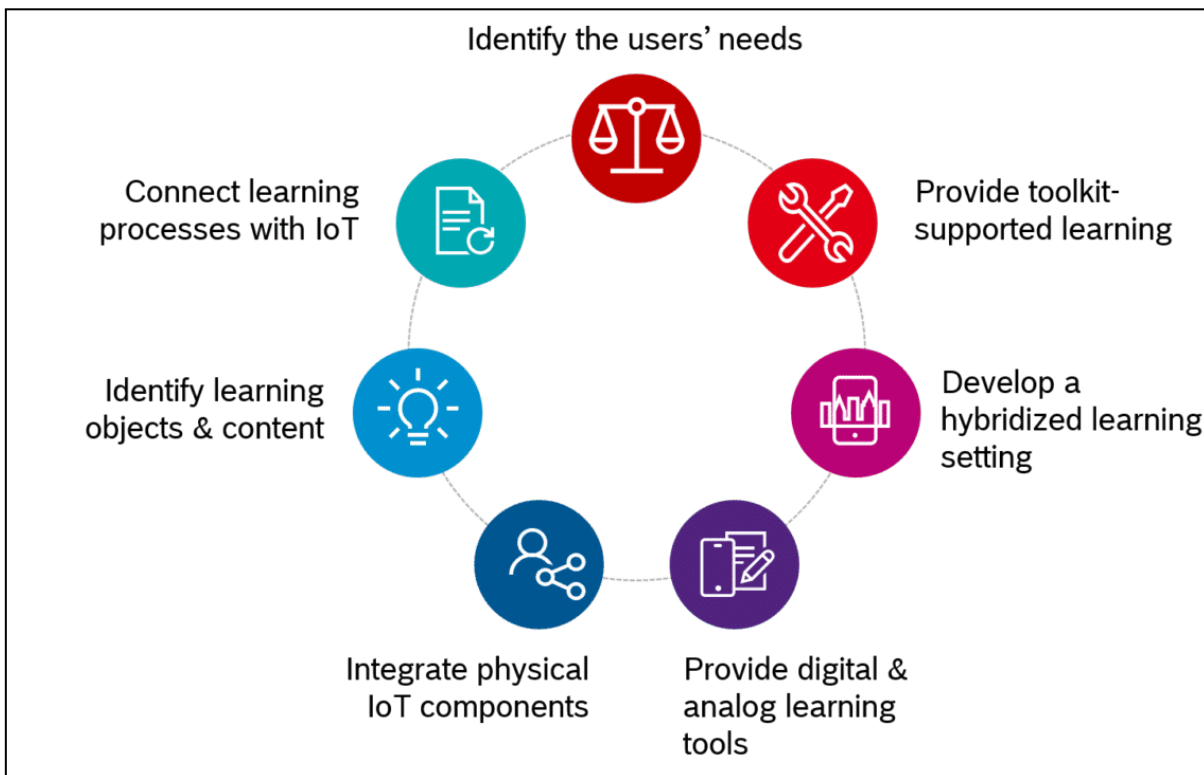 Identify the users’ needs
Provide toolkit-
supported learning
Develop a
hybridized learning
setting
Provide digital &
analog learning
tools
Integrate physical
IoT components
Identify learning
objects & content
Connect learning
processes with IoT